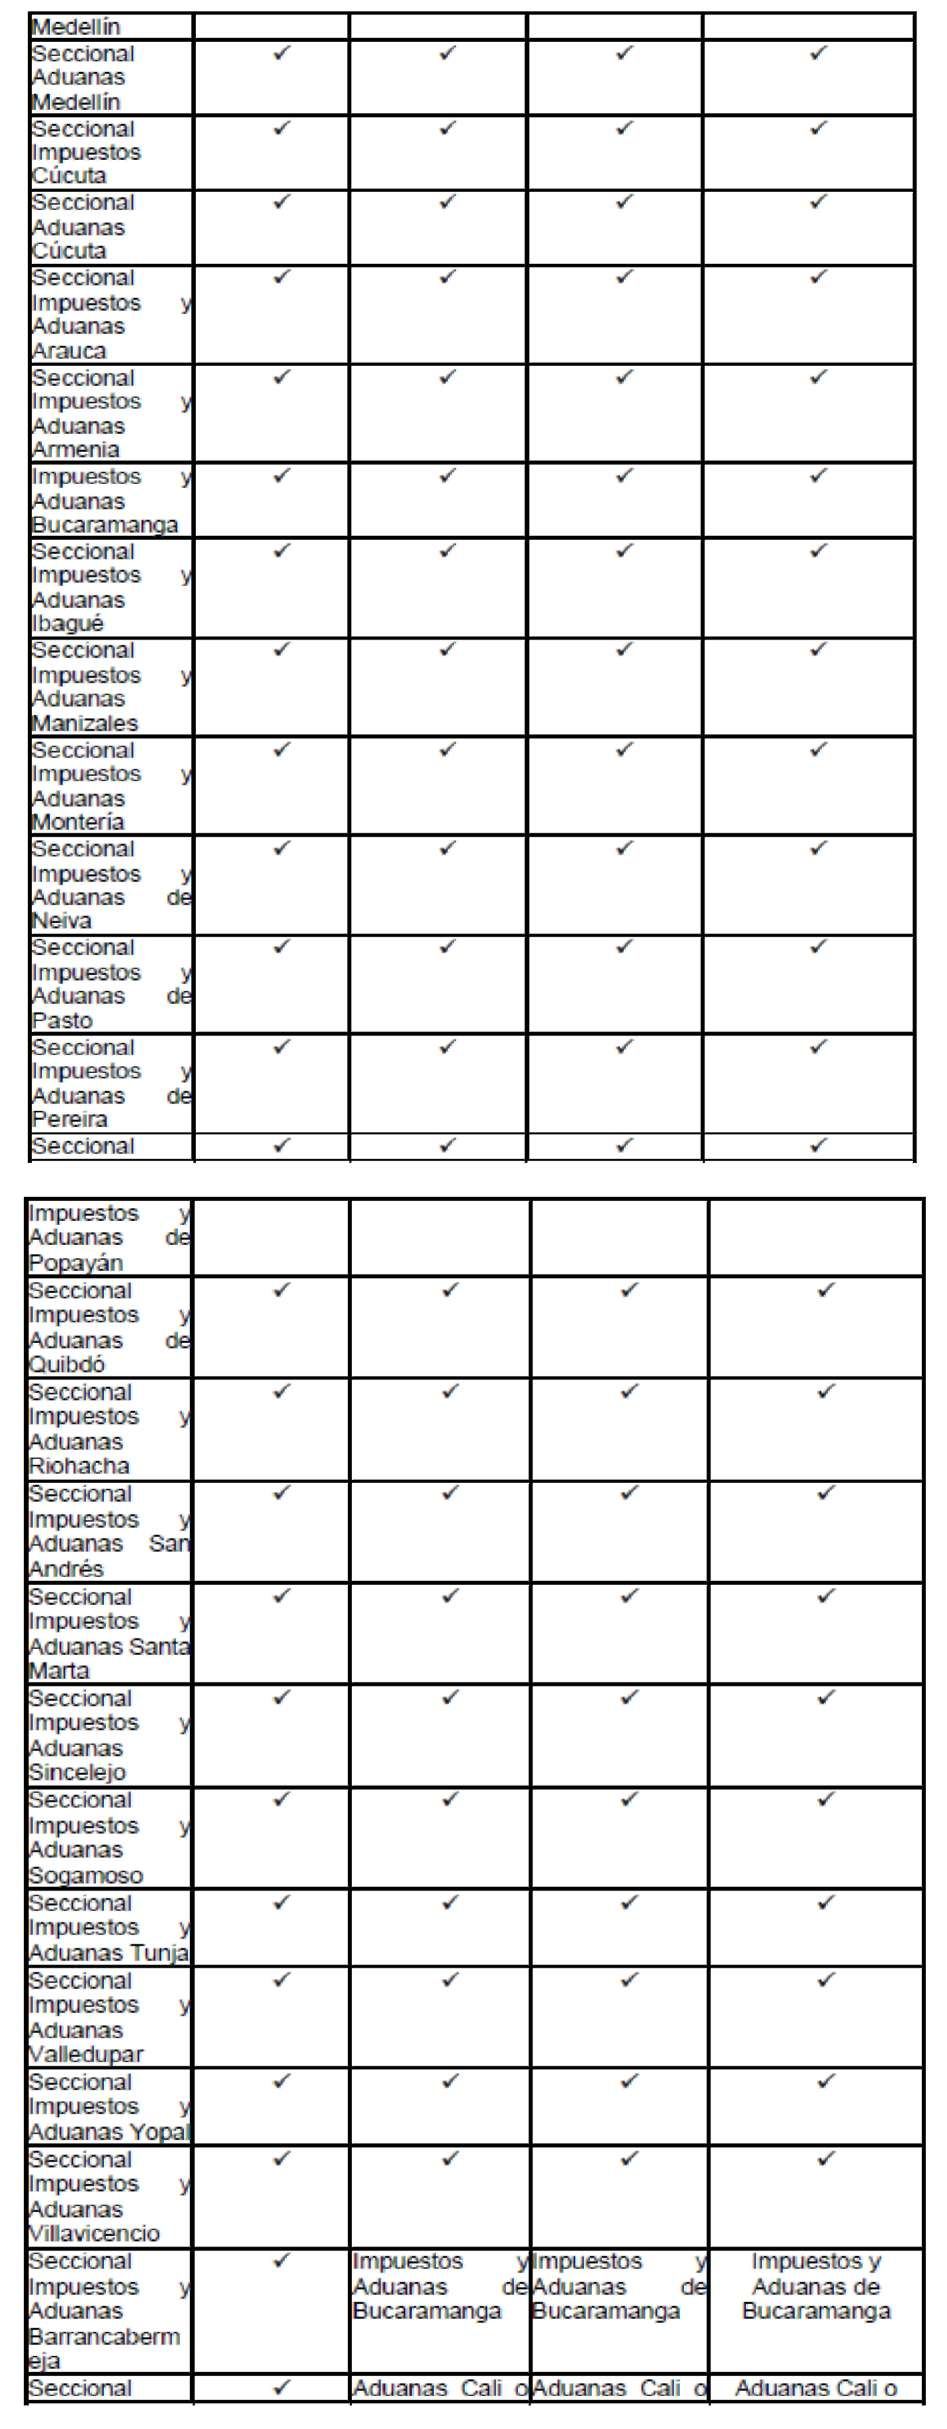 Medellín
Seccional ✓ ✓ ✓ ✓
Aduanas
Medellín
Seccional ✓ ✓ ✓ ✓
Impuestos
Cúcuta
Seccional ✓ ✓ ✓ ✓
Aduanas
Cúcuta
Seccional ✓ ✓ ✓ ✓
Impuestos y
Aduanas
Arauca
Seccional ✓ ✓ ✓ ✓
Impuestos y
Aduanas
Armenia
Impuestos y ✓ ✓ ✓ ✓
Aduanas
Bucaramanga
Seccional ✓ ✓ ✓ ✓
Impuestos y
Aduanas
Ibagué
Seccional ✓ ✓ ✓ ✓
Impuestos y
Aduanas
Manizales
Seccional ✓ ✓ ✓ ✓
Impuestos y
Aduanas
Montería
Seccional ✓ ✓ ✓ ✓
Impuestos y
Aduanas de
Neiva
Seccional ✓ ✓ ✓ ✓
Impuestos y
Aduanas de
Pasto
Seccional ✓ ✓ ✓ ✓
Impuestos y
Aduanas de
Pereira
Seccional ✓ ✓ ✓ ✓
Impuestos y
Aduanas de
Popayán
Seccional ✓ ✓ ✓ ✓
Impuestos y
Aduanas de
Quibdó
Seccional ✓ ✓ ✓ ✓
Impuestos y
Aduanas
Riohacha
Seccional ✓ ✓ ✓ ✓
Impuestos y
Aduanas San
Andrés
Seccional ✓ ✓ ✓ ✓
Impuestos y
Aduanas Santa
Marta
Seccional ✓ ✓ ✓ ✓
Impuestos y
Aduanas
Sincelejo
Seccional ✓ ✓ ✓ ✓
Impuestos y
Aduanas
Sogamoso
Seccional ✓ ✓ ✓ ✓
Impuestos y
Aduanas Tunja
Seccional ✓ ✓ ✓ ✓
Impuestos y
Aduanas
Valledupar
Seccional ✓ ✓ ✓ ✓
Impuestos y
Aduanas Yopal
Seccional ✓ ✓ ✓ ✓
Impuestos y
Aduanas
Villavicencio
Seccional ✓ Impuestos y Impuestos y Impuestos y
Impuestos y Aduanas de Aduanas de Aduanas de
Aduanas Bucaramanga Bucaramanga Bucaramanga
Barrancaberm
eja
Seccional ✓ Aduanas Cali o Aduanas Cali o Aduanas Cali o